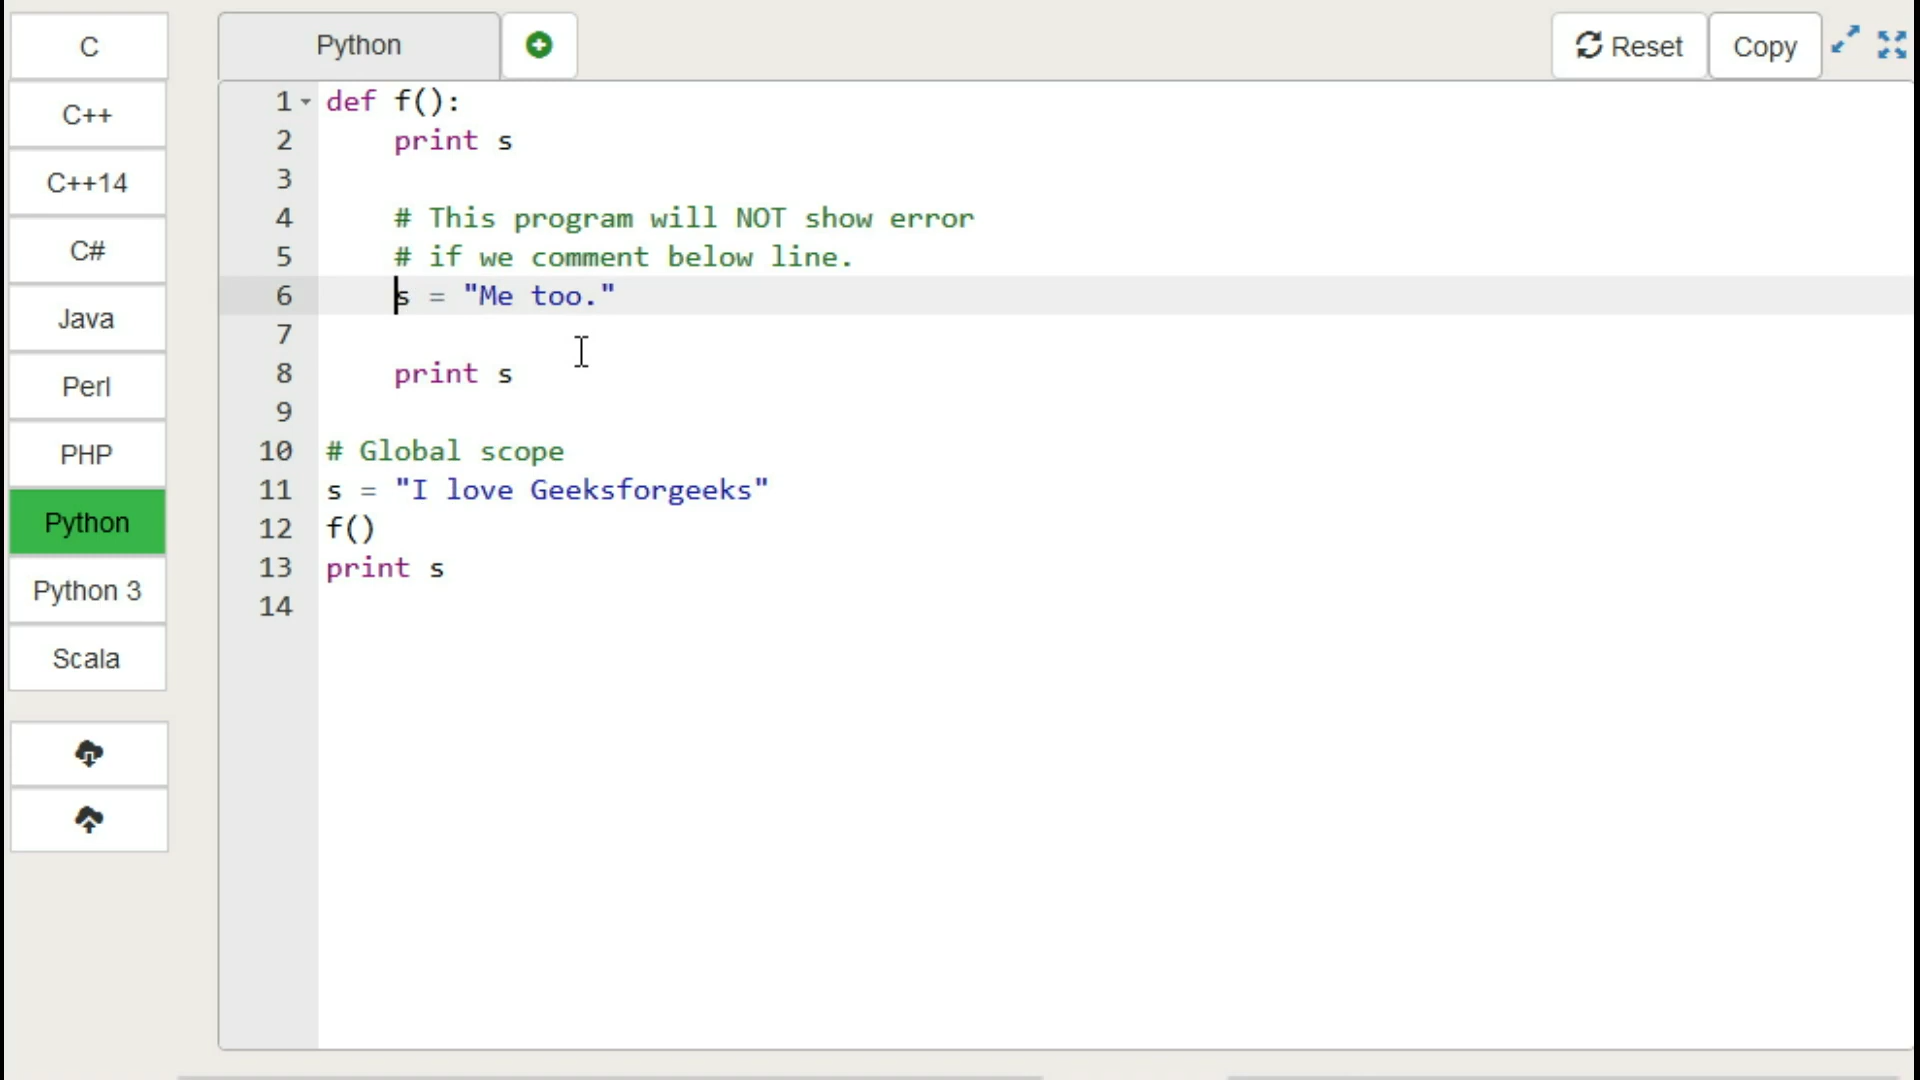 C
C++
C++14
C#
Java
Perl
PHP
Python
Python 3
Scala
Python
Reset
Copy
1 def f():
2     print s
3
4     # This program will NOT show error
5     # if we comment below line.
6     s = "Me too."
7
8     print s
9
10 # Global scope
11 s = "I love Geeksforgeeks"
12 f()
13 print s
14